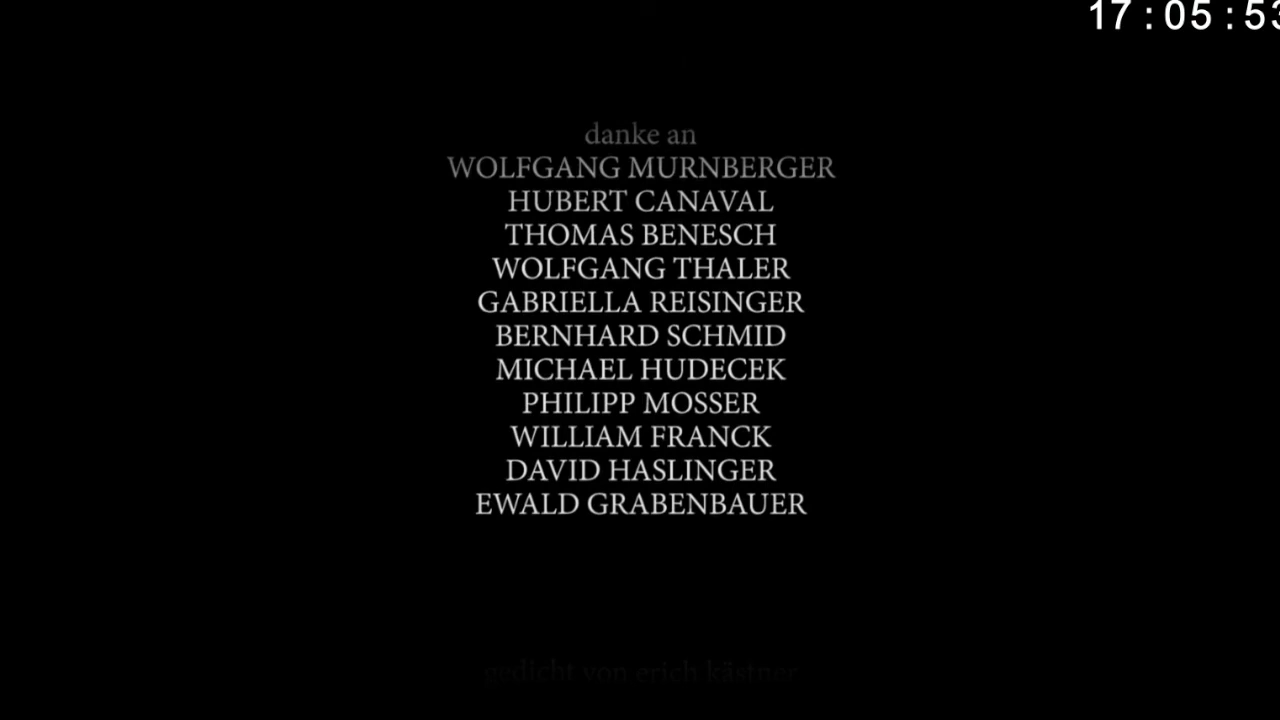 17:05:53
danke an
WOLFGANG MURNBERGER
HUBERT CANAVAL
THOMAS BENESCH
WOLFGANG THALER
GABRIELLA REISINGER
BERNHARD SCHMID
MICHAEL HUDECEK
PHILIPP MOSSER
WILLIAM FRANCK
DAVID HASLINGER
EWALD GRABENBAUER
gedicht von erich kästner